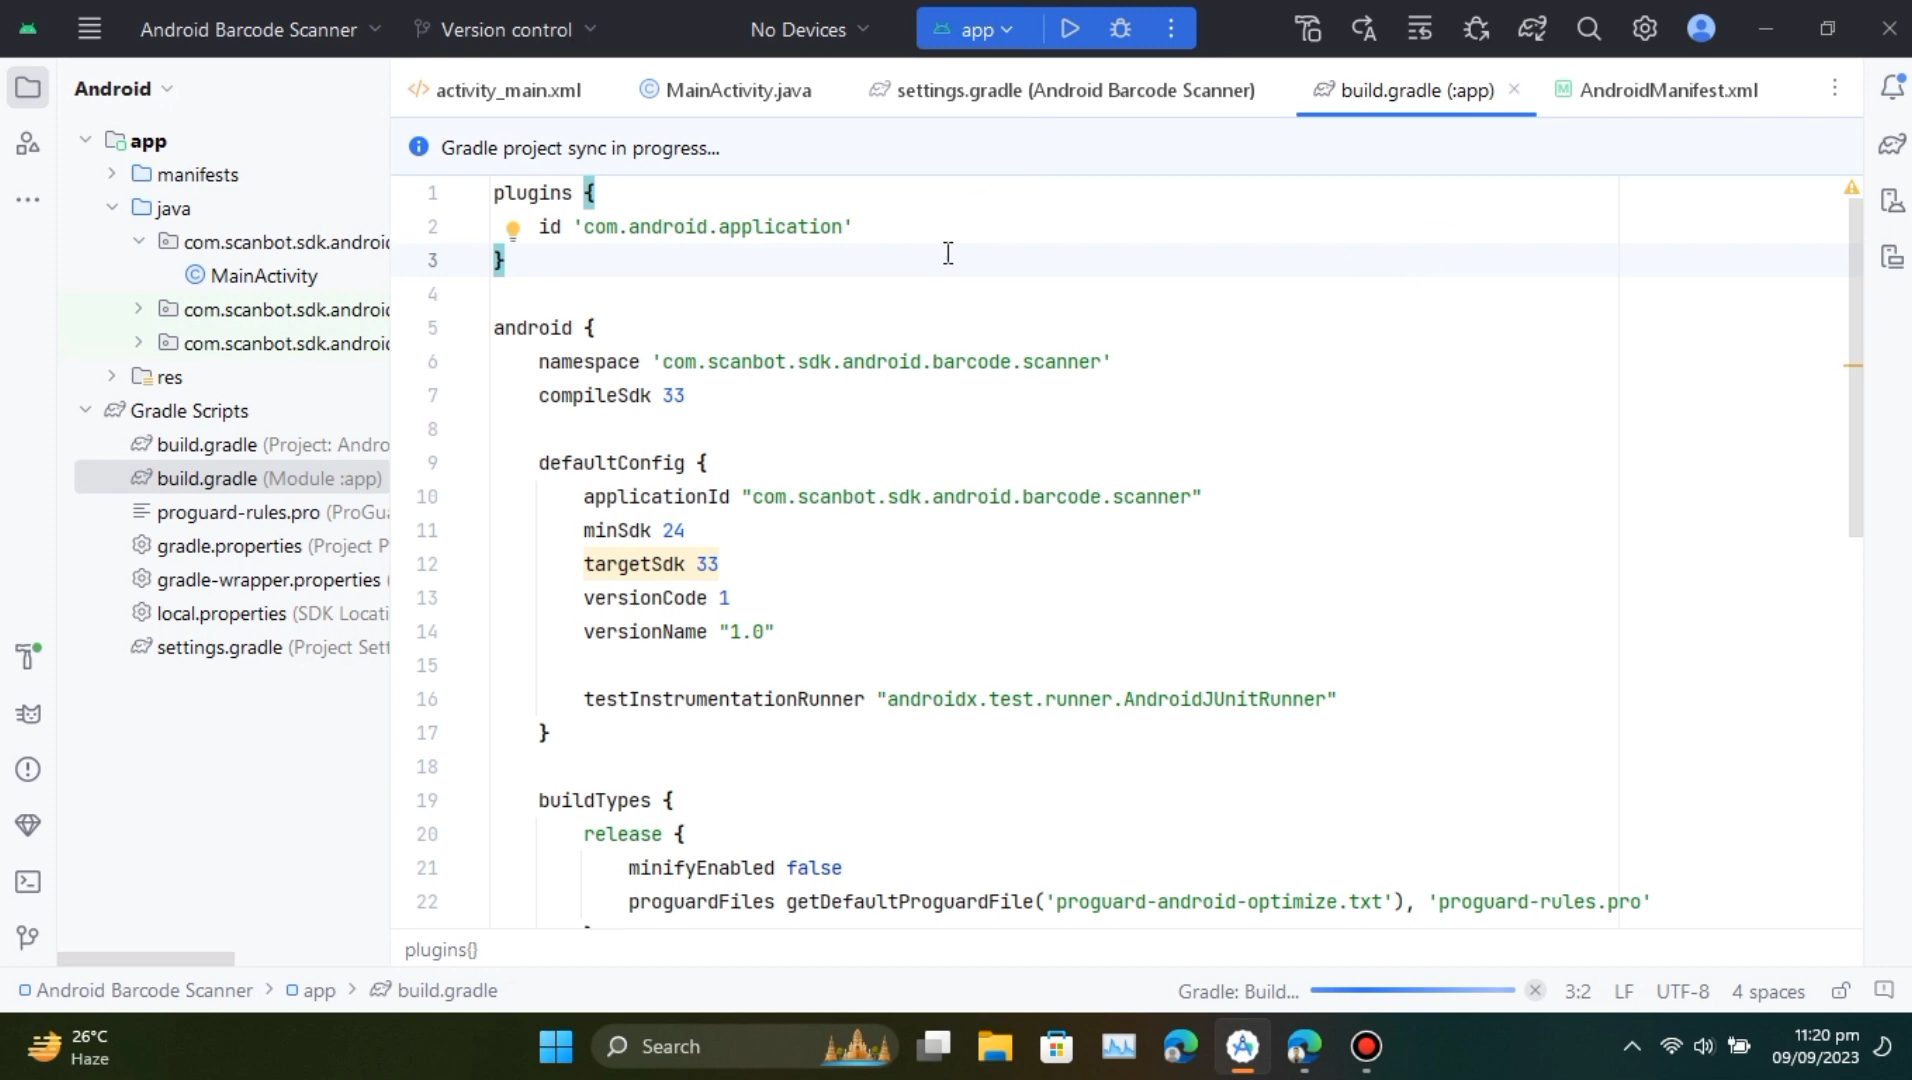 Android Barcode Scanner
Version control
No Devices
app
Android
activity_main.xml
MainActivity.java
settings.gradle (Android Barcode Scanner)
build.gradle (:app)
AndroidManifest.xml
Gradle project sync in progress...
app
manifests
java
com.scanbot.sdk.androi
MainActivity
com.scanbot.sdk.androi
com.scanbot.sdk.androi
res
Gradle Scripts
build.gradle (Project: Andro
build.gradle (Module :app)
proguard-rules.pro (ProGu
gradle.properties (Project P
gradle-wrapper.properties (
local.properties (SDK Locati
settings.gradle (Project Sett
1 plugins {
2 id 'com.android.application'
3 }
4
5 android {
6 namespace 'com.scanbot.sdk.android.barcode.scanner'
7 compileSdk 33
8
9 defaultConfig {
10 applicationId "com.scanbot.sdk.android.barcode.scanner"
11 minSdk 24
12 targetSdk 33
13 versionCode 1
14 versionName "1.0"
15
16 testInstrumentationRunner "androidx.test.runner.AndroidJUnitRunner"
17 }
18
19 buildTypes {
20 release {
21 minifyEnabled false
22 proguardFiles getDefaultProguardFile('proguard-android-optimize.txt'), 'proguard-rules.pro'
plugins{}
Android Barcode Scanner > app > build.gradle
Gradle: Build...
3:2 LF UTF-8 4 spaces
26°C
Haze
Search
11:20 pm
09/09/2023